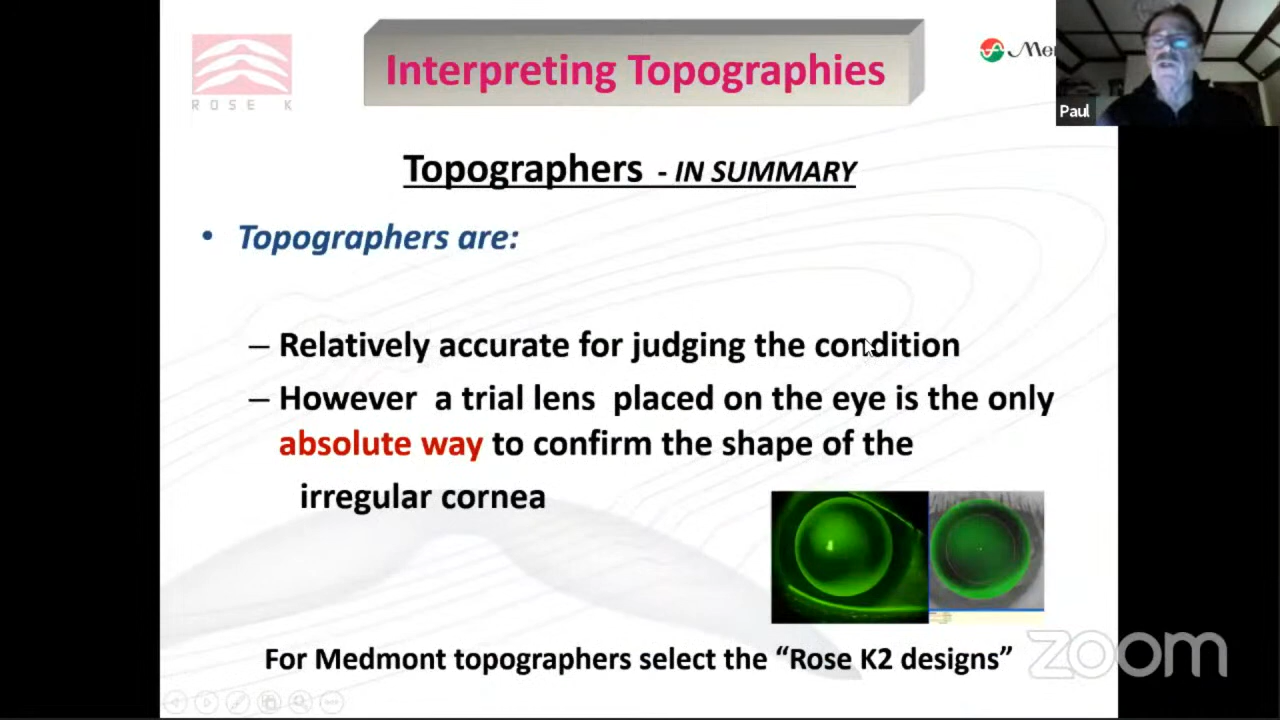 Interpreting Topographies
ROSE K
Paul
Topographers - IN SUMMARY
• Topographers are:
– Relatively accurate for judging the condition
– However a trial lens placed on the eye is the only
absolute way to confirm the shape of the
irregular cornea
For Medmont topographers select the “Rose K2 designs”
zoom